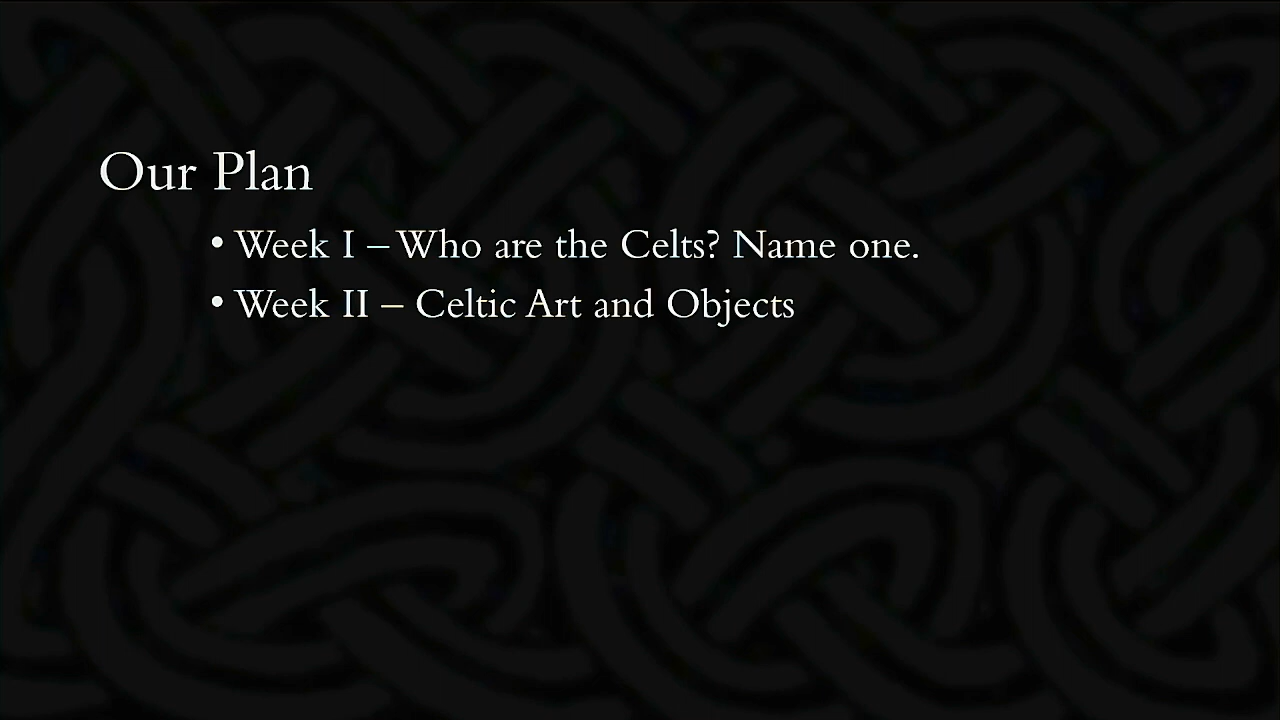 Our Plan
• Week I – Who are the Celts? Name one.
• Week II – Celtic Art and Objects